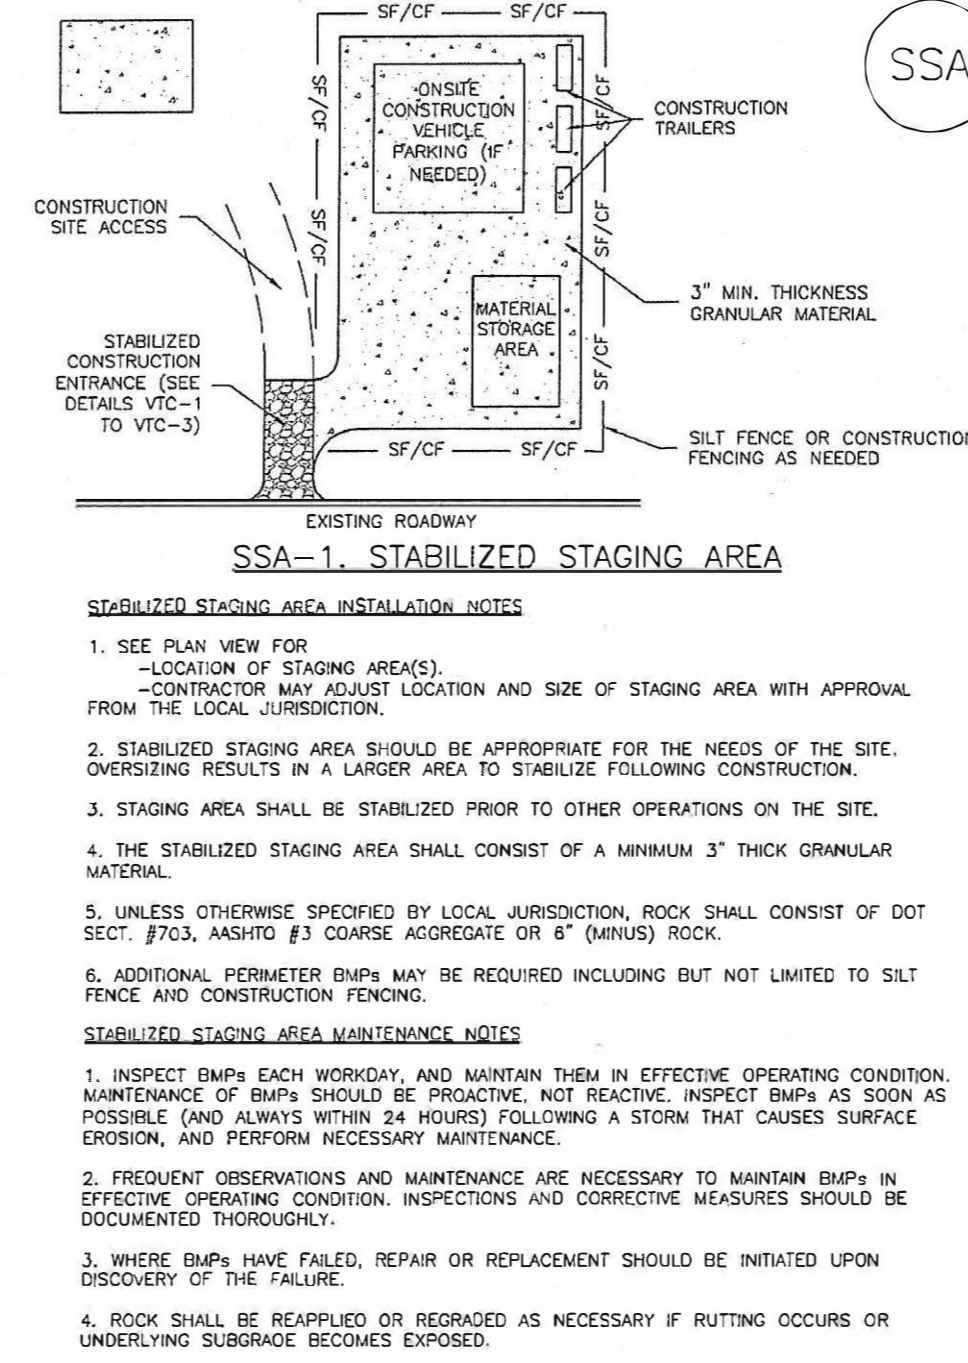 SF/CF
SF/CF
SSA
SF/CF
SF/CF
ONSITE
CONSTRUCTION
VEHICLE
PARKING (IF
NEEDED)
CONSTRUCTION
TRAILERS
CONSTRUCTION
SITE ACCESS
SF/CF
SF/CF
3" MIN. THICKNESS
GRANULAR MATERIAL
MATERIAL
STORAGE
AREA
STABILIZED
CONSTRUCTION
ENTRANCE (SEE
DETAILS VTC-1
TO VTC-3)
SF/CF
SF/CF
SF/CF
SILT FENCE OR CONSTRUCTION
FENCING AS NEEDED
EXISTING ROADWAY
SSA-1. STABILIZED STAGING AREA
STABILIZED STAGING AREA INSTALLATION NOTES
1. SEE PLAN VIEW FOR
-LOCATION OF STAGING AREA(S).
-CONTRACTOR MAY ADJUST LOCATION AND SIZE OF STAGING AREA WITH APPROVAL
FROM THE LOCAL JURISDICTION.
2. STABILIZED STAGING AREA SHOULD BE APPROPRIATE FOR THE NEEDS OF THE SITE.
OVERSIZING RESULTS IN A LARGER AREA TO STABILIZE FOLLOWING CONSTRUCTION.
3. STAGING AREA SHALL BE STABILIZED PRIOR TO OTHER OPERATIONS ON THE SITE.
4. THE STABILIZED STAGING AREA SHALL CONSIST OF A MINIMUM 3" THICK GRANULAR
MATERIAL.
5. UNLESS OTHERWISE SPECIFIED BY LOCAL JURISDICTION, ROCK SHALL CONSIST OF DOT
SECT. #703, AASHTO #3 COARSE AGGREGATE OR 6" (MINUS) ROCK.
6. ADDITIONAL PERIMETER BMPs MAY BE REQUIRED INCLUDING BUT NOT LIMITED TO SILT
FENCE AND CONSTRUCTION FENCING.
STABILIZED STAGING AREA MAINTENANCE NOTES
1. INSPECT BMPs EACH WORKDAY, AND MAINTAIN THEM IN EFFECTIVE OPERATING CONDITION.
MAINTENANCE OF BMPs SHOULD BE PROACTIVE, NOT REACTIVE. INSPECT BMPs AS SOON AS
POSSIBLE (AND ALWAYS WITHIN 24 HOURS) FOLLOWING A STORM THAT CAUSES SURFACE
EROSION, AND PERFORM NECESSARY MAINTENANCE.
2. FREQUENT OBSERVATIONS AND MAINTENANCE ARE NECESSARY TO MAINTAIN BMPs IN
EFFECTIVE OPERATING CONDITION. INSPECTIONS AND CORRECTIVE MEASURES SHOULD BE
DOCUMENTED THOROUGHLY.
3. WHERE BMPs HAVE FAILED, REPAIR OR REPLACEMENT SHOULD BE INITIATED UPON
DISCOVERY OF THE FAILURE.
4. ROCK SHALL BE REAPPLIED OR REGRADED AS NECESSARY IF RUTTING OCCURS OR
UNDERLYING SUBGRADE BECOMES EXPOSED.